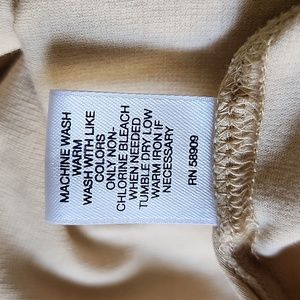 MACHINE WASH
WARM
WASH WITH LIKE
COLORS
ONLY NON-
CHLORINE BLEACH
WHEN NEEDED
TUMBLE DRY LOW
WARM IRON IF
NECESSARY
RN 58909